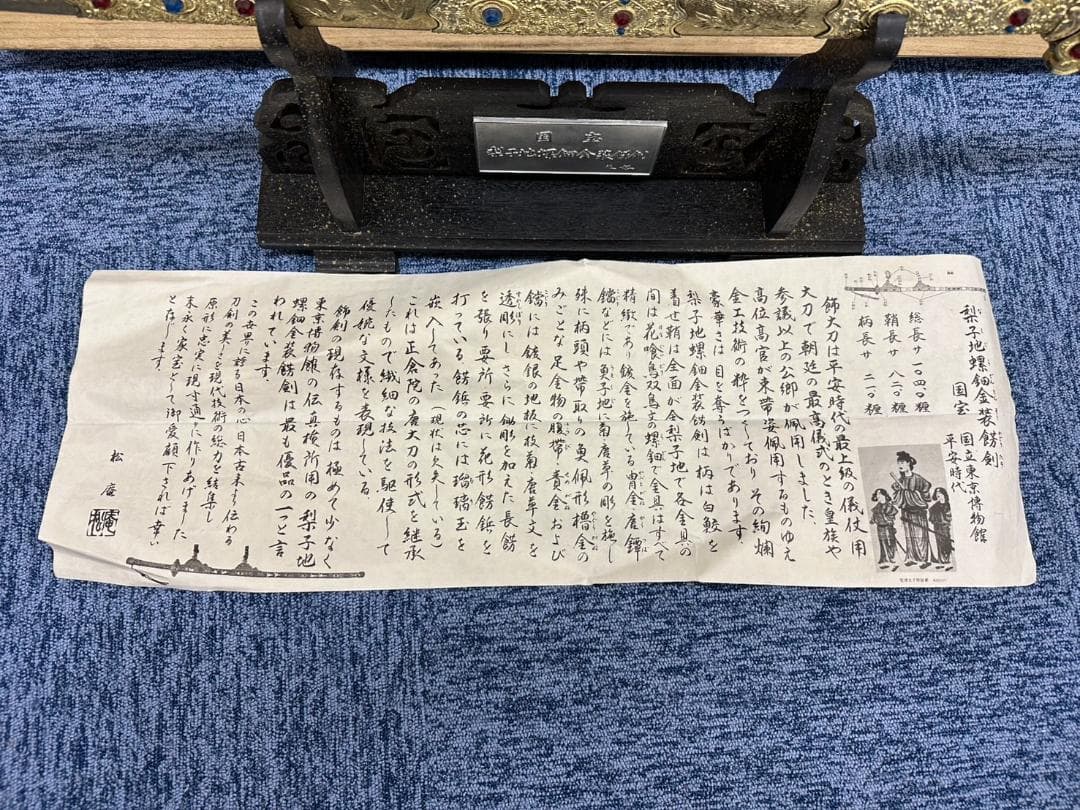 国宝
梨子地螺鈿金装餝剣
梨子地螺鈿金装餝剣
国宝
国立東京博物館
平安時代
総長サ 一〇四・〇糎
鞘長サ 八二・〇糎
柄長サ 二二・〇糎
飾大刀は平安時代の最上級の儀仗用
大刀で朝廷の最高儀式のとき皇族や
参議以上の公卿が佩用しました
高位高官が束帯姿佩用するものゆえ
金工技術の粋をつくしており その絢爛
豪華さは目を奪うばかりであります
梨子地螺鈿金装餝剣は柄は白鮫を
着せ鞘は全面が金梨子地で各金具の
間は花喰鳥双鳥文の螺鈿で金具はすべて
精緻であり鍍金を施している 冑金 唐鐔
鐺などには魚子地に菊唐草の彫を施し
殊に柄頭や帯取りの魚佩形櫓金の
みごとな足金物の腹帯 責金および
鐺には鍍銀の地板に枝菊唐草文を
透彫にし さらに鋤彫を加えた長餝
を張り要所要所に花形餝鋲を
打っている 餝鋲の芯には瑠璃玉を
嵌入してあった(現状は欠失している)
これは正倉院の唐大刀の形式を継承
したもので繊細な技法を駆使して
優婉な文様を表現している
飾剣の現存するものは極めて少なく
東京博物館の伝真検所用の梨子地
螺鈿金装餝剣は最も優品の一つと言
われています。
この世界に誇る日本の心 日本古来より伝わる
刀剣の美しさを現代技術の総力を結集し
原形に忠実に現寸通りに作りあげました
末永く家宝として御愛顧下されば幸い
と存じます。
松庵